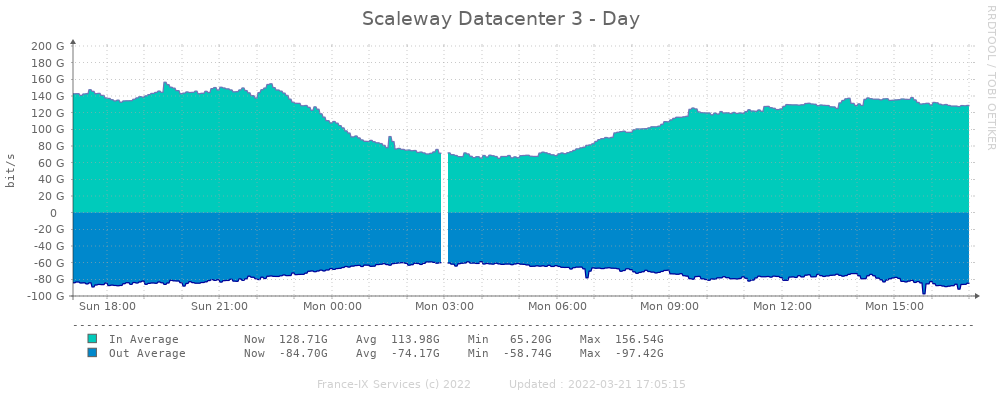 Scaleway Datacenter 3 - Day
RRDTOOL / TOBI OETIKER
bit/s
200 G
180 G
160 G
140 G
120 G
100 G
80 G
60 G
40 G
20 G
0
-20 G
-40 G
-60 G
-80 G
-100 G
Sun 18:00 Sun 21:00 Mon 00:00 Mon 03:00 Mon 06:00 Mon 09:00 Mon 12:00 Mon 15:00
In Average Now 128.71G Avg 113.98G Min 65.20G Max 156.54G
Out Average Now -84.70G Avg -74.17G Min -58.74G Max -97.42G
France-IX Services (c) 2022 Updated : 2022-03-21 17:05:15